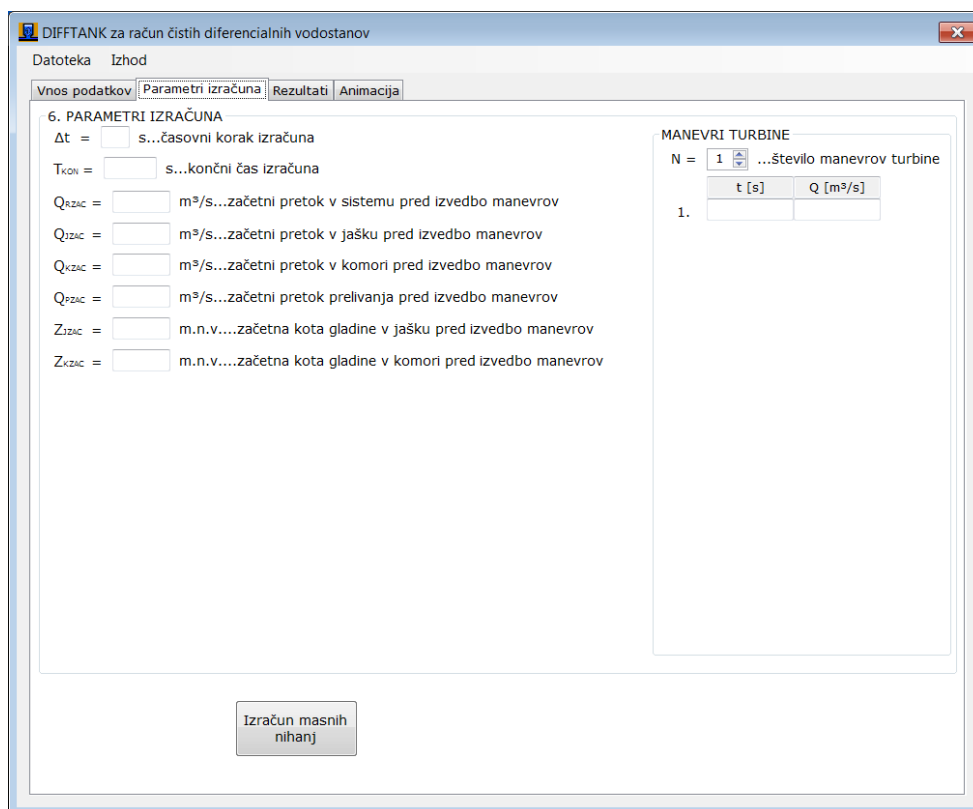 DIFFTANK za račun čistih diferencialnih vodostanov
Datoteka Izhod
Vnos podatkov Parametri izračuna Rezultati Animacija
6. PARAMETRI IZRAČUNA
Δt = s...časovni korak izračuna
TKON = s...končni čas izračuna
QRZAC = m³/s...začetni pretok v sistemu pred izvedbo manevrov
QJZAC = m³/s...začetni pretok v jašku pred izvedbo manevrov
QKZAC = m³/s...začetni pretok v komori pred izvedbo manevrov
QPZAC = m³/s...začetni pretok prelivanja pred izvedbo manevrov
ZJZAC = m.n.v....začetna kota gladine v jašku pred izvedbo manevrov
ZKZAC = m.n.v....začetna kota gladine v komori pred izvedbo manevrov
MANEVRI TURBINE
N = 1 ...število manevrov turbine
t [s] Q [m³/s]
1.
Izračun masnih
nihanj